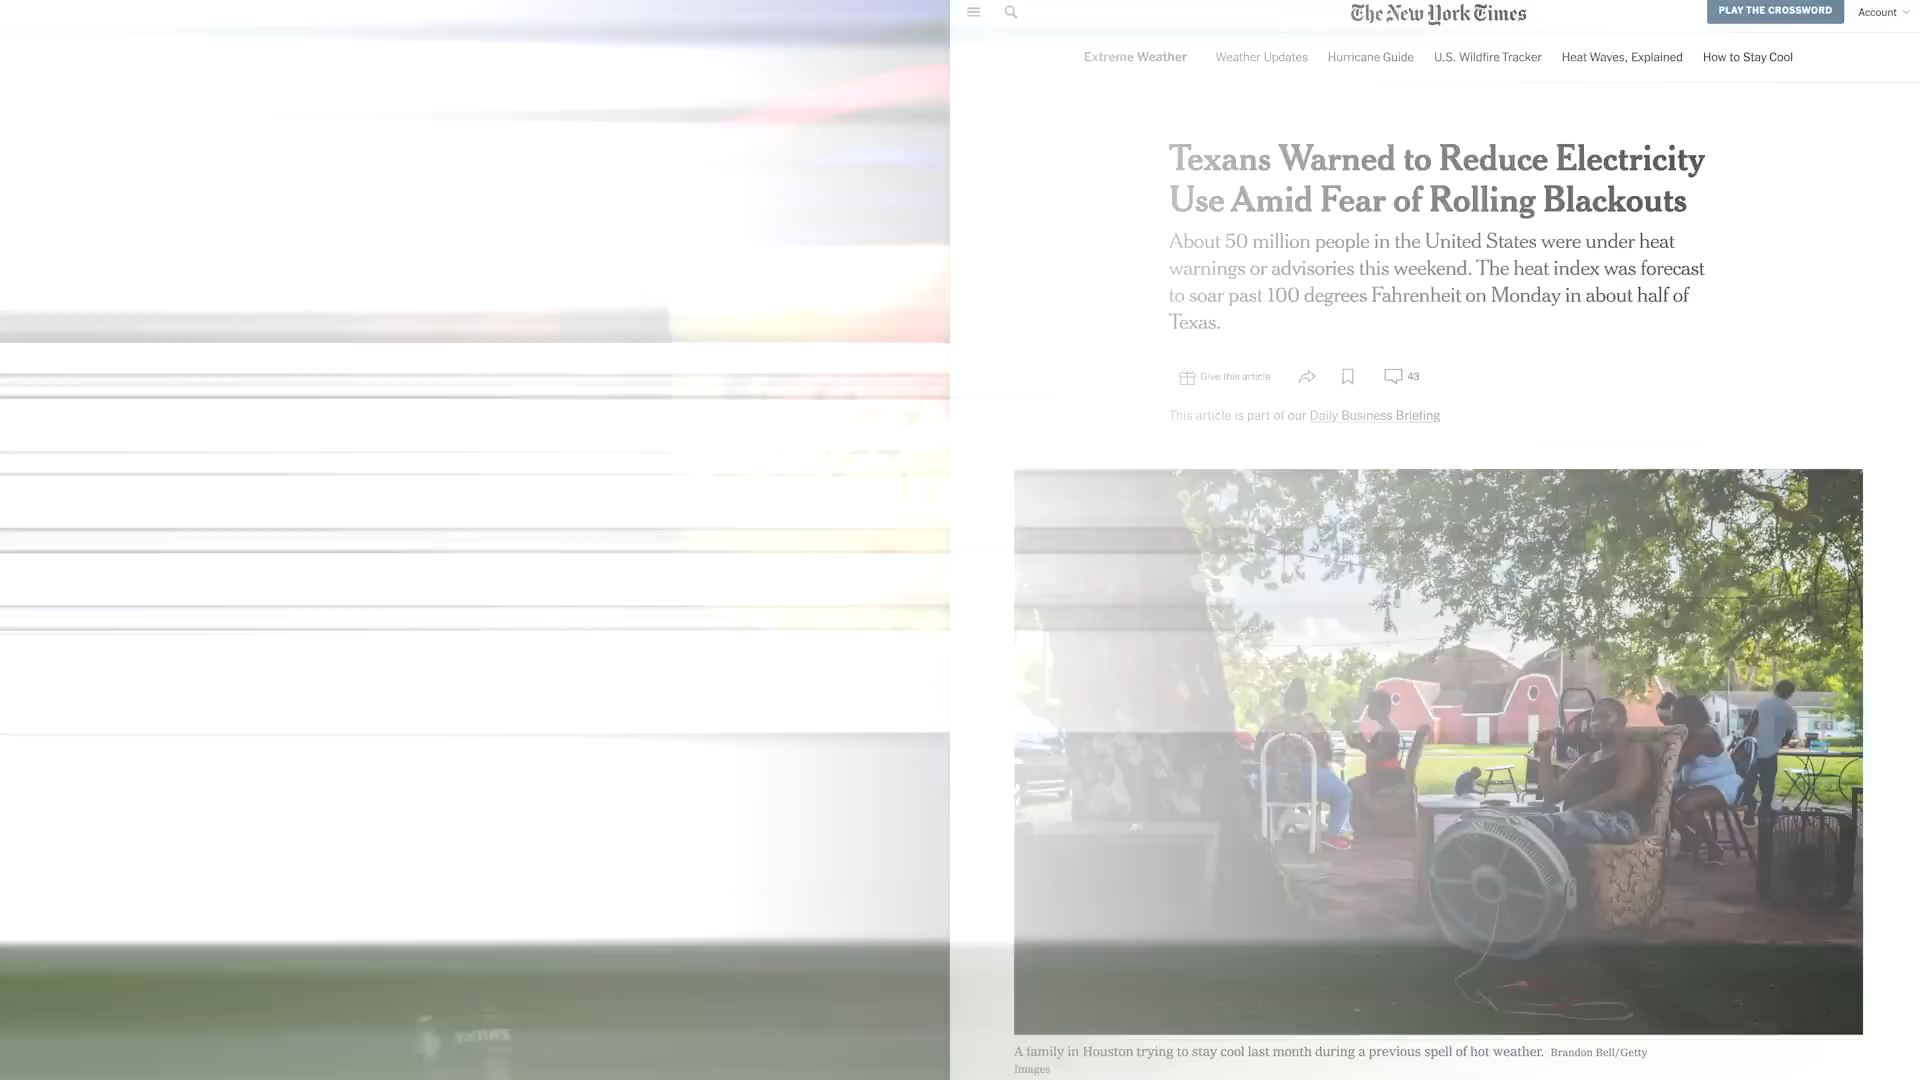 The New York Times
PLAY THE CROSSWORD
Account
Extreme Weather Weather Updates Hurricane Guide U.S. Wildfire Tracker Heat Waves, Explained How to Stay Cool
Texans Warned to Reduce Electricity
Use Amid Fear of Rolling Blackouts
About 50 million people in the United States were under heat
warnings or advisories this weekend. The heat index was forecast
to soar past 100 degrees Fahrenheit on Monday in about half of
Texas.
Give this article 43
This article is part of our Daily Business Briefing
A family in Houston trying to stay cool last month during a previous spell of hot weather. Brandon Bell/Getty
Images